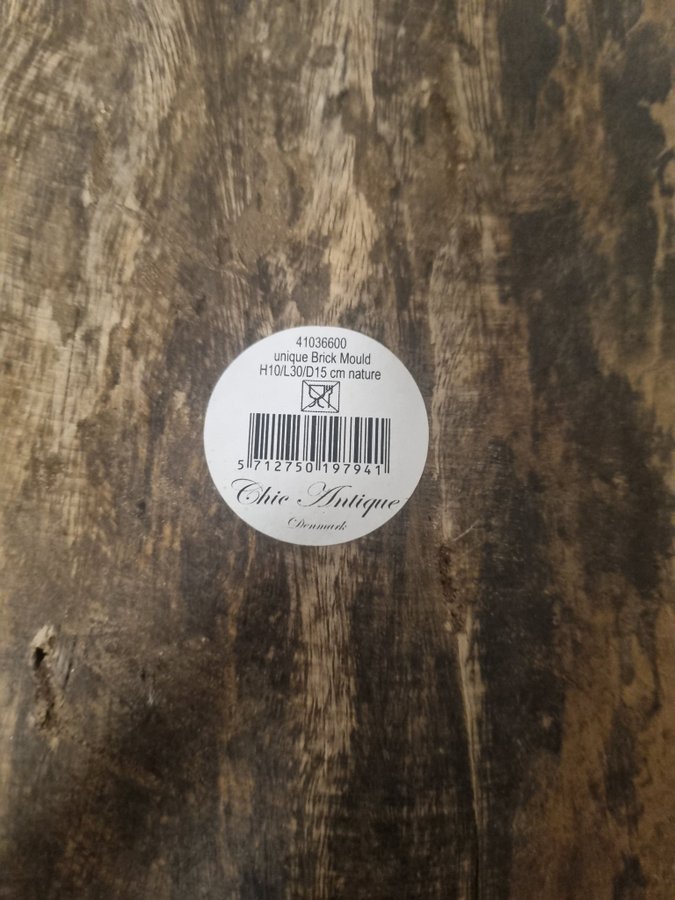 41036600
unique Brick Mould
H10/L30/D15 cm nature
5 712750 197941
Chic Antique
Denmark